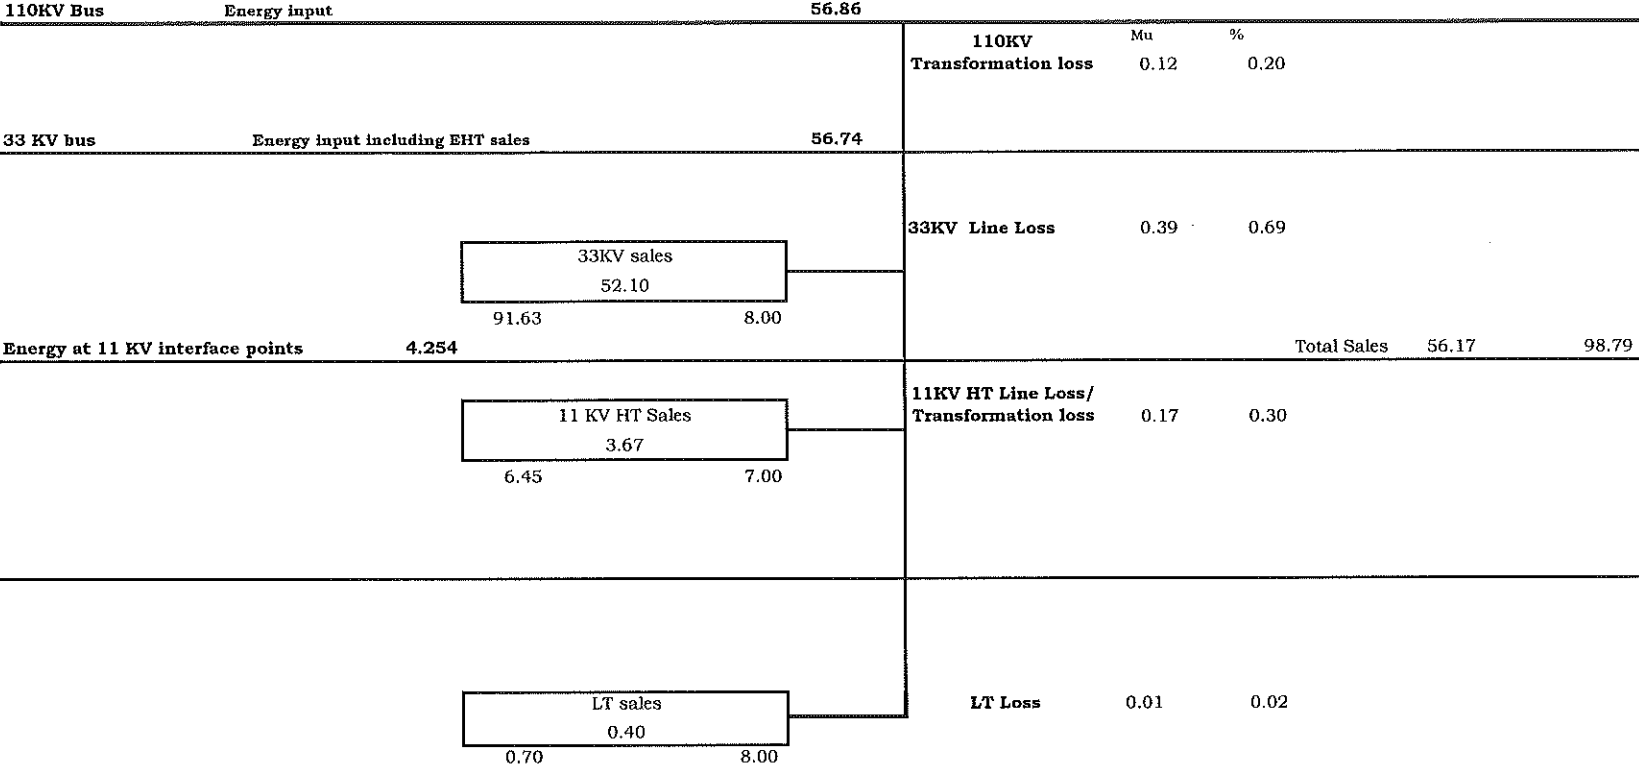 110KV Bus Energy input 56.86
110KV Mu %
Transformation loss 0.12 0.20
33 KV bus Energy input including EHT sales 56.74
33KV Line Loss 0.39 0.69
33KV sales
52.10
91.63 8.00
Energy at 11 KV interface points 4.254 Total Sales 56.17 98.79
11KV HT Line Loss/
Transformation loss 0.17 0.30
11 KV HT Sales
3.67
6.45 7.00
LT sales
LT Loss 0.01 0.02
0.40
0.70 8.00